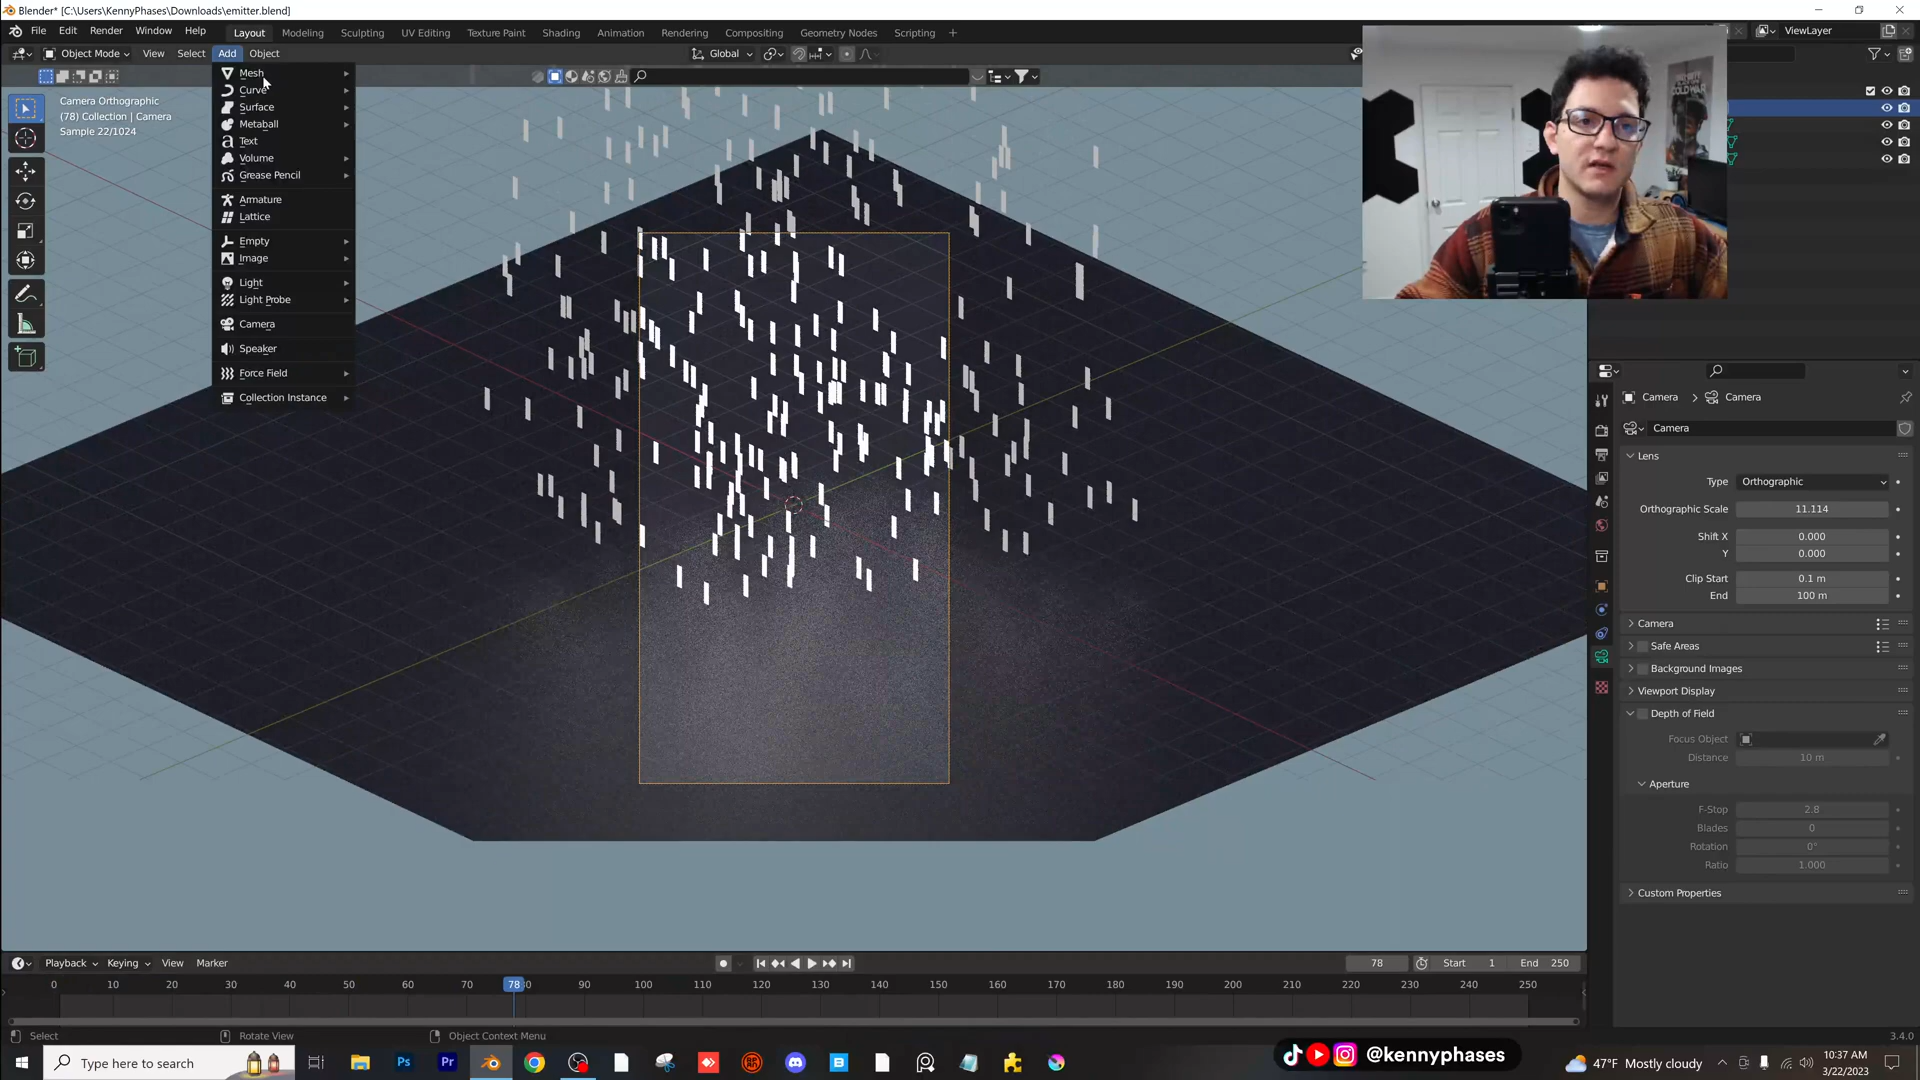 Blender* [C:\Users\KennyPhases\Downloads\emitter.blend]
File Edit Render Window Help Layout Modeling Sculpting UV Editing Texture Paint Shading Animation Rendering Compositing Geometry Nodes Scripting + ViewLayer
Object Mode View Select Add Object Global
Camera Orthographic
(78) Collection | Camera
Sample 22/1024
Mesh
Curve
Surface
Metaball
Text
Volume
Grease Pencil
Armature
Lattice
Empty
Image
Light
Light Probe
Camera
Speaker
Force Field
Collection Instance
COLD WAR
Camera > Camera
Camera
Lens
Type Orthographic
Orthographic Scale 11.114
Shift X 0.000
Y 0.000
Clip Start 0.1 m
End 100 m
Camera
Safe Areas
Background Images
Viewport Display
Depth of Field
Focus Object
Distance 10 m
Aperture
F-Stop 2.8
Blades 0
Rotation 0°
Ratio 1.000
Custom Properties
Playback Keying View Marker 78 Start 1 End 250
0 10 20 30 40 50 60 70 78 90 100 110 120 130 140 150 160 170 180 190 200 210 220 230 240 250
Select Rotate View Object Context Menu 3.4.0
Type here to search Ps Pr @kennyphases 47°F Mostly cloudy 10:37 AM
3/22/2023